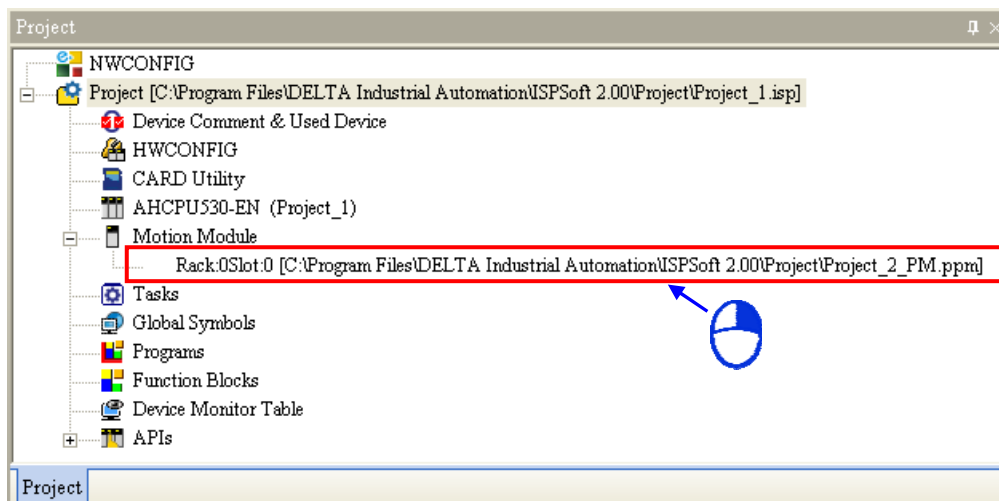 Project
NWCONFIG
Project [C:\Program Files\DELTA Industrial Automation\ISPSoft 2.00\Project\Project_1.isp]
Device Comment & Used Device
HWCONFIG
CARD Utility
AHCPU530-EN (Project_1)
Motion Module
Rack:0Slot:0 [C:\Program Files\DELTA Industrial Automation\ISPSoft 2.00\Project\Project_2_PM.ppm]
Tasks
Global Symbols
Programs
Function Blocks
Device Monitor Table
APIs
Project